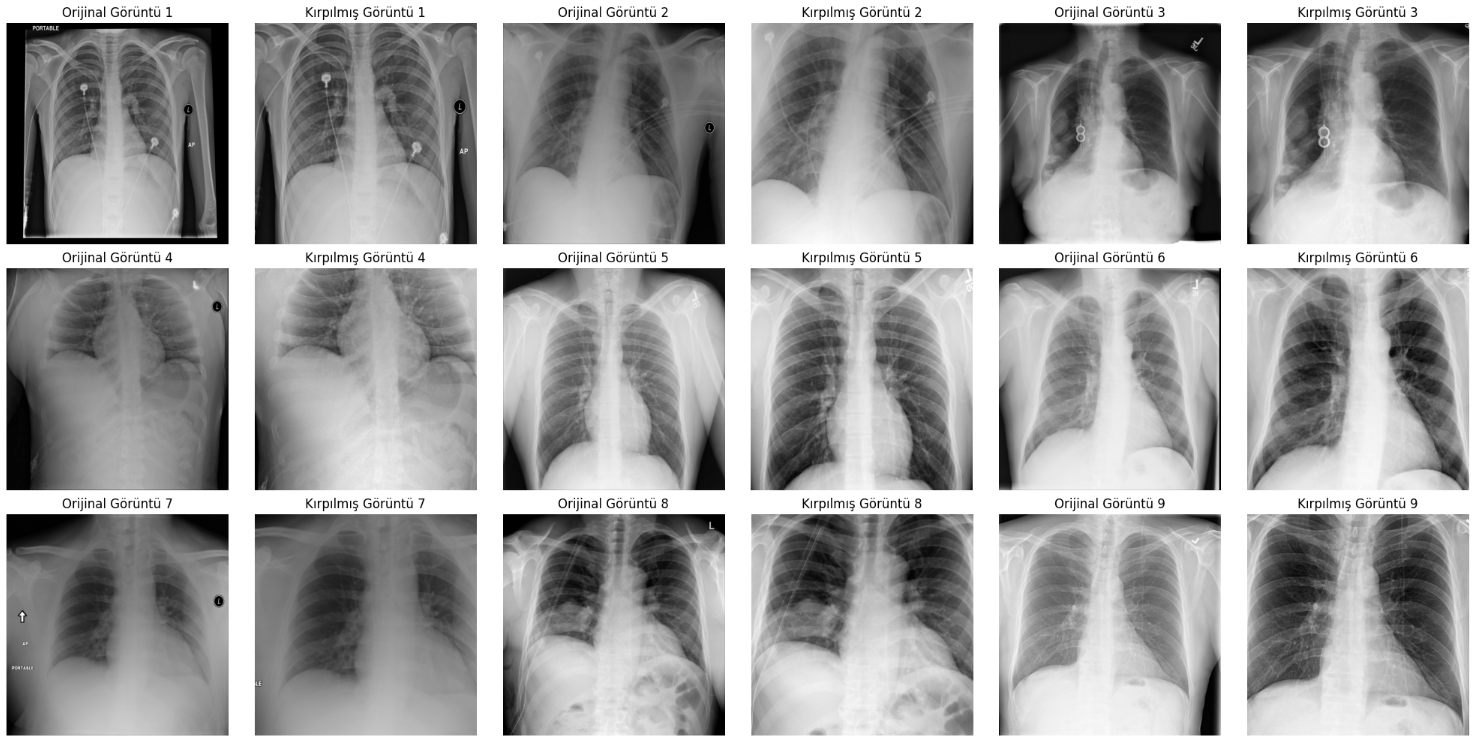 Orijinal Görüntü 1
Kırpılmış Görüntü 1
Orijinal Görüntü 2
Kırpılmış Görüntü 2
Orijinal Görüntü 3
Kırpılmış Görüntü 3
PORTABLE
L
AP
L
AP
L
L
Orijinal Görüntü 4
Kırpılmış Görüntü 4
Orijinal Görüntü 5
Kırpılmış Görüntü 5
Orijinal Görüntü 6
Kırpılmış Görüntü 6
L
L
L
L
Orijinal Görüntü 7
Kırpılmış Görüntü 7
Orijinal Görüntü 8
Kırpılmış Görüntü 8
Orijinal Görüntü 9
Kırpılmış Görüntü 9
L
AP
PORTABLE
LE
L
L